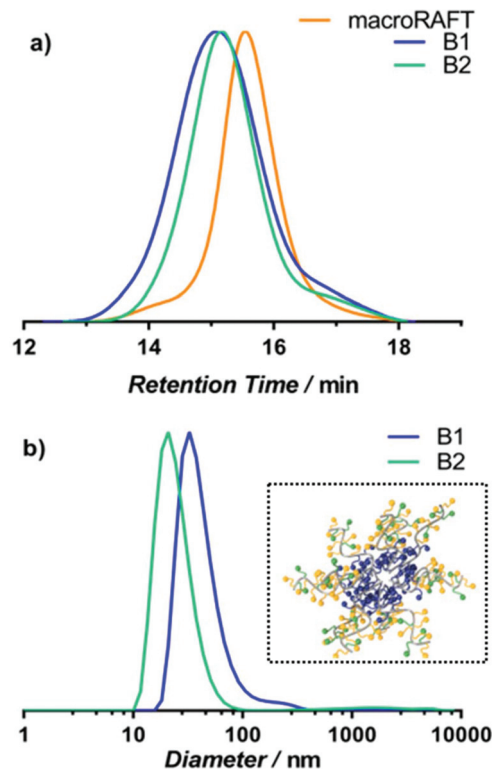 a)
macroRAFT
B1
B2
12 14 16 18
Retention Time / min
b)
B1
B2
1 10 100 1000 10000
Diameter / nm